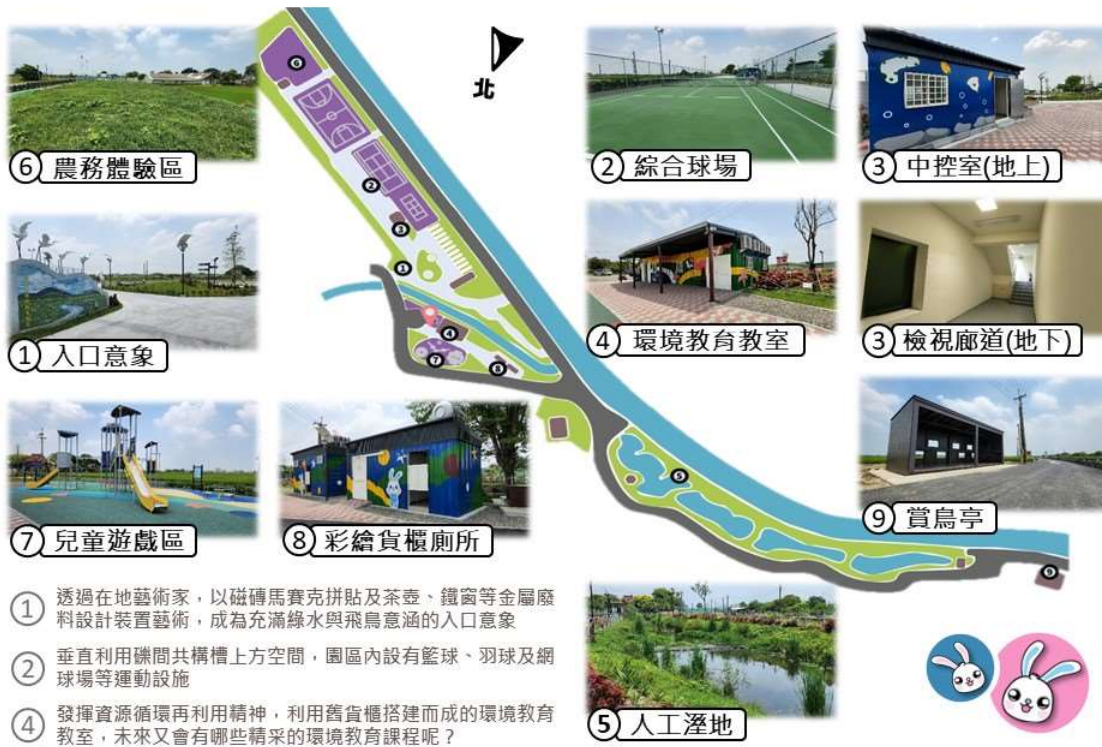 北
⑥ 農務體驗區
② 綜合球場
③ 中控室(地上)
① 入口意象
④ 環境教育教室
③ 檢視廊道(地下)
⑦ 兒童遊戲區
⑧ 彩繪貨櫃廁所
⑨ 賞鳥亭
⑤ 人工溼地
⑥
②
③
①
④
⑦
⑧
⑤
⑨
① 透過在地藝術家，以磁磚馬賽克拼貼及茶壺、鐵窗等金屬廢
料設計裝置藝術，成為充滿綠水與飛鳥意涵的入口意象
② 垂直利用礫間共構槽上方空間，園區內設有籃球、羽球及網
球場等運動設施
④ 發揮資源循環再利用精神，利用舊貨櫃搭建而成的環境教育
教室，未來又會有哪些精采的環境教育課程呢？